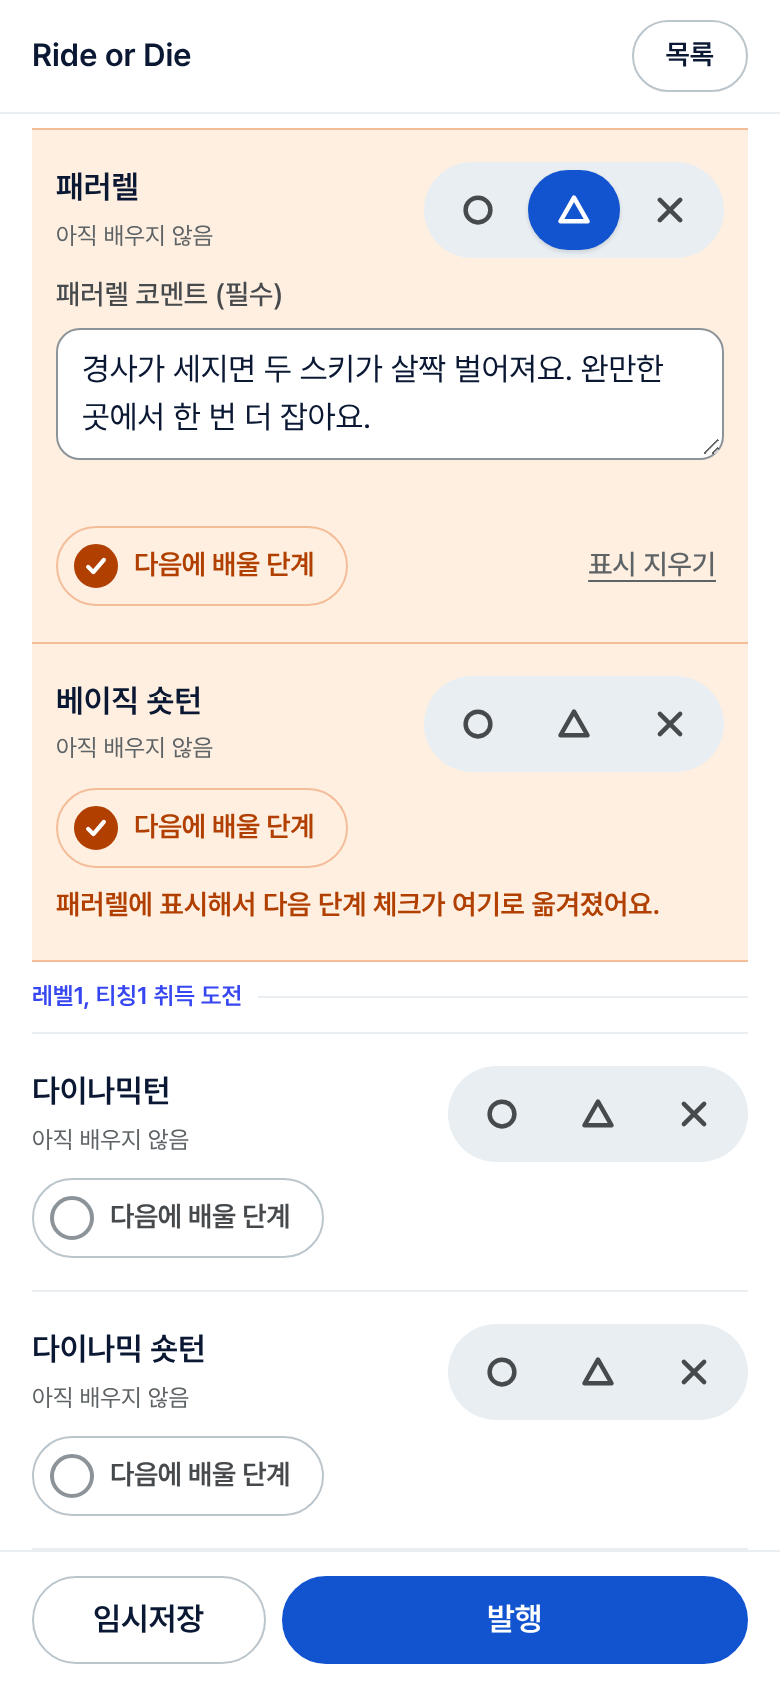 Ride or Die
목록
패러렐
아직 배우지 않음
패러렐 코멘트 (필수)
경사가 세지면 두 스키가 살짝 벌어져요. 완만한
곳에서 한 번 더 잡아요.
다음에 배울 단계
표시 지우기
베이직 숏턴
아직 배우지 않음
다음에 배울 단계
패러렐에 표시해서 다음 단계 체크가 여기로 옮겨졌어요.
레벨1, 티칭1 취득 도전
다이나믹턴
아직 배우지 않음
다음에 배울 단계
다이나믹 숏턴
아직 배우지 않음
다음에 배울 단계
임시저장
발행